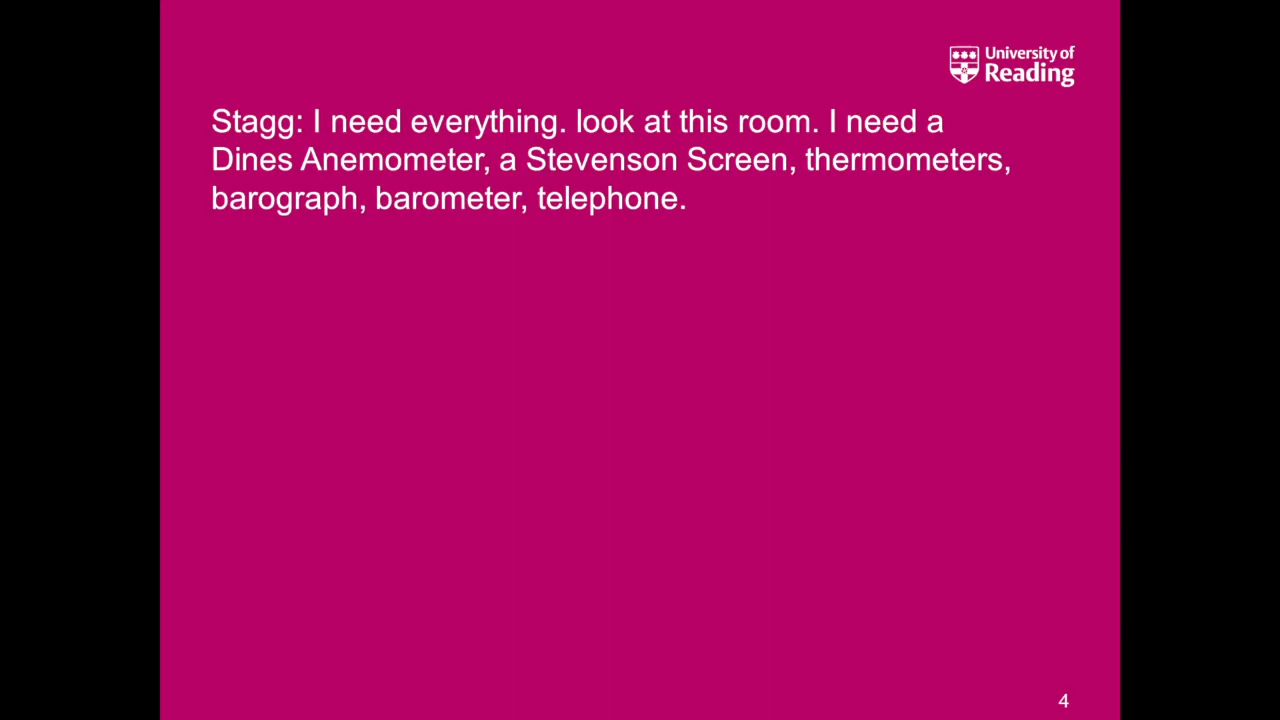 University of
Reading
Stagg: I need everything. look at this room. I need a
Dines Anemometer, a Stevenson Screen, thermometers,
barograph, barometer, telephone.
4